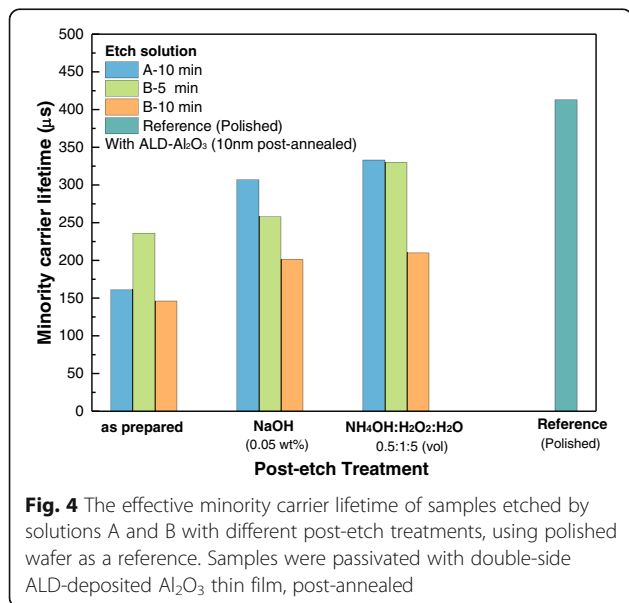 500
450
400
350
300
250
200
150
100
50
0
Minority carrier lifetime (μs)
Etch solution
A-10 min
B-5 min
B-10 min
Reference (Polished)
With ALD-Al₂O₃ (10nm post-annealed)
as prepared
NaOH
(0.05 wt%)
NH₄OH:H₂O₂:H₂O
0.5:1:5 (vol)
Reference
(Polished)
Post-etch Treatment
Fig. 4 The effective minority carrier lifetime of samples etched by
solutions A and B with different post-etch treatments, using polished
wafer as a reference. Samples were passivated with double-side
ALD-deposited Al₂O₃ thin film, post-annealed